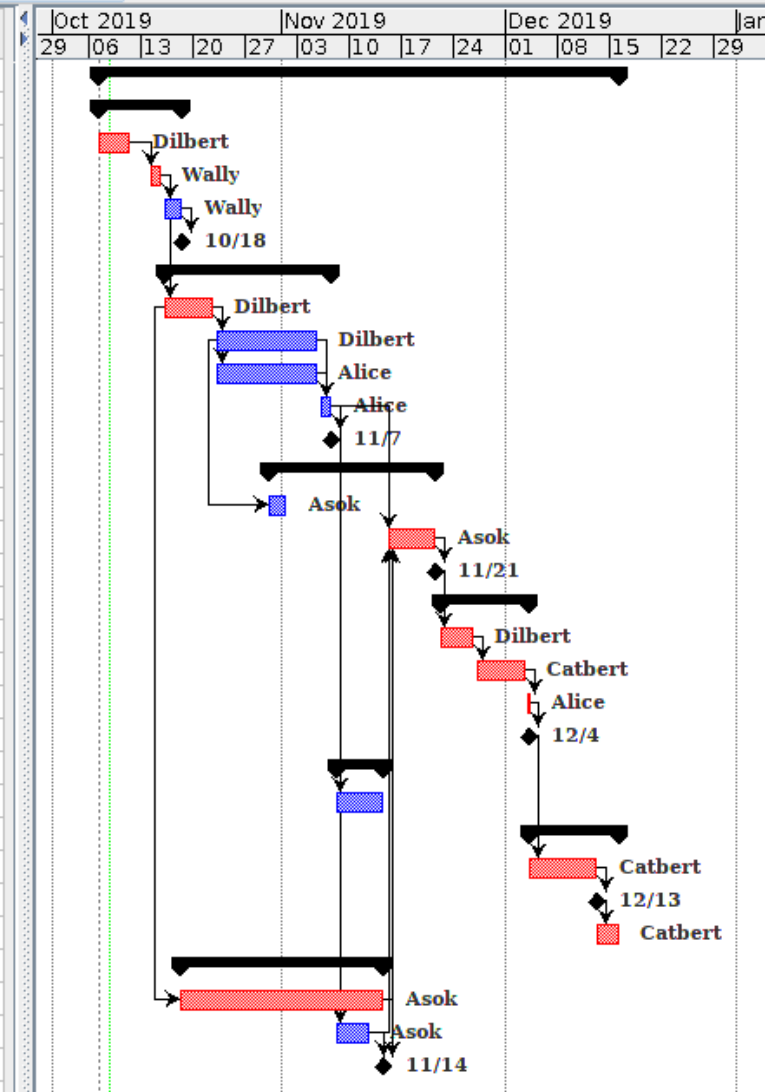 Oct 2019 Nov 2019 Dec 2019 Jan
29 06 13 20 27 03 10 17 24 01 08 15 22 29
Dilbert
Wally
Wally
10/18
Dilbert
Dilbert
Alice
Alice
11/7
Asok
Asok
11/21
Dilbert
Catbert
Alice
12/4
Catbert
12/13
Catbert
Asok
Asok
11/14